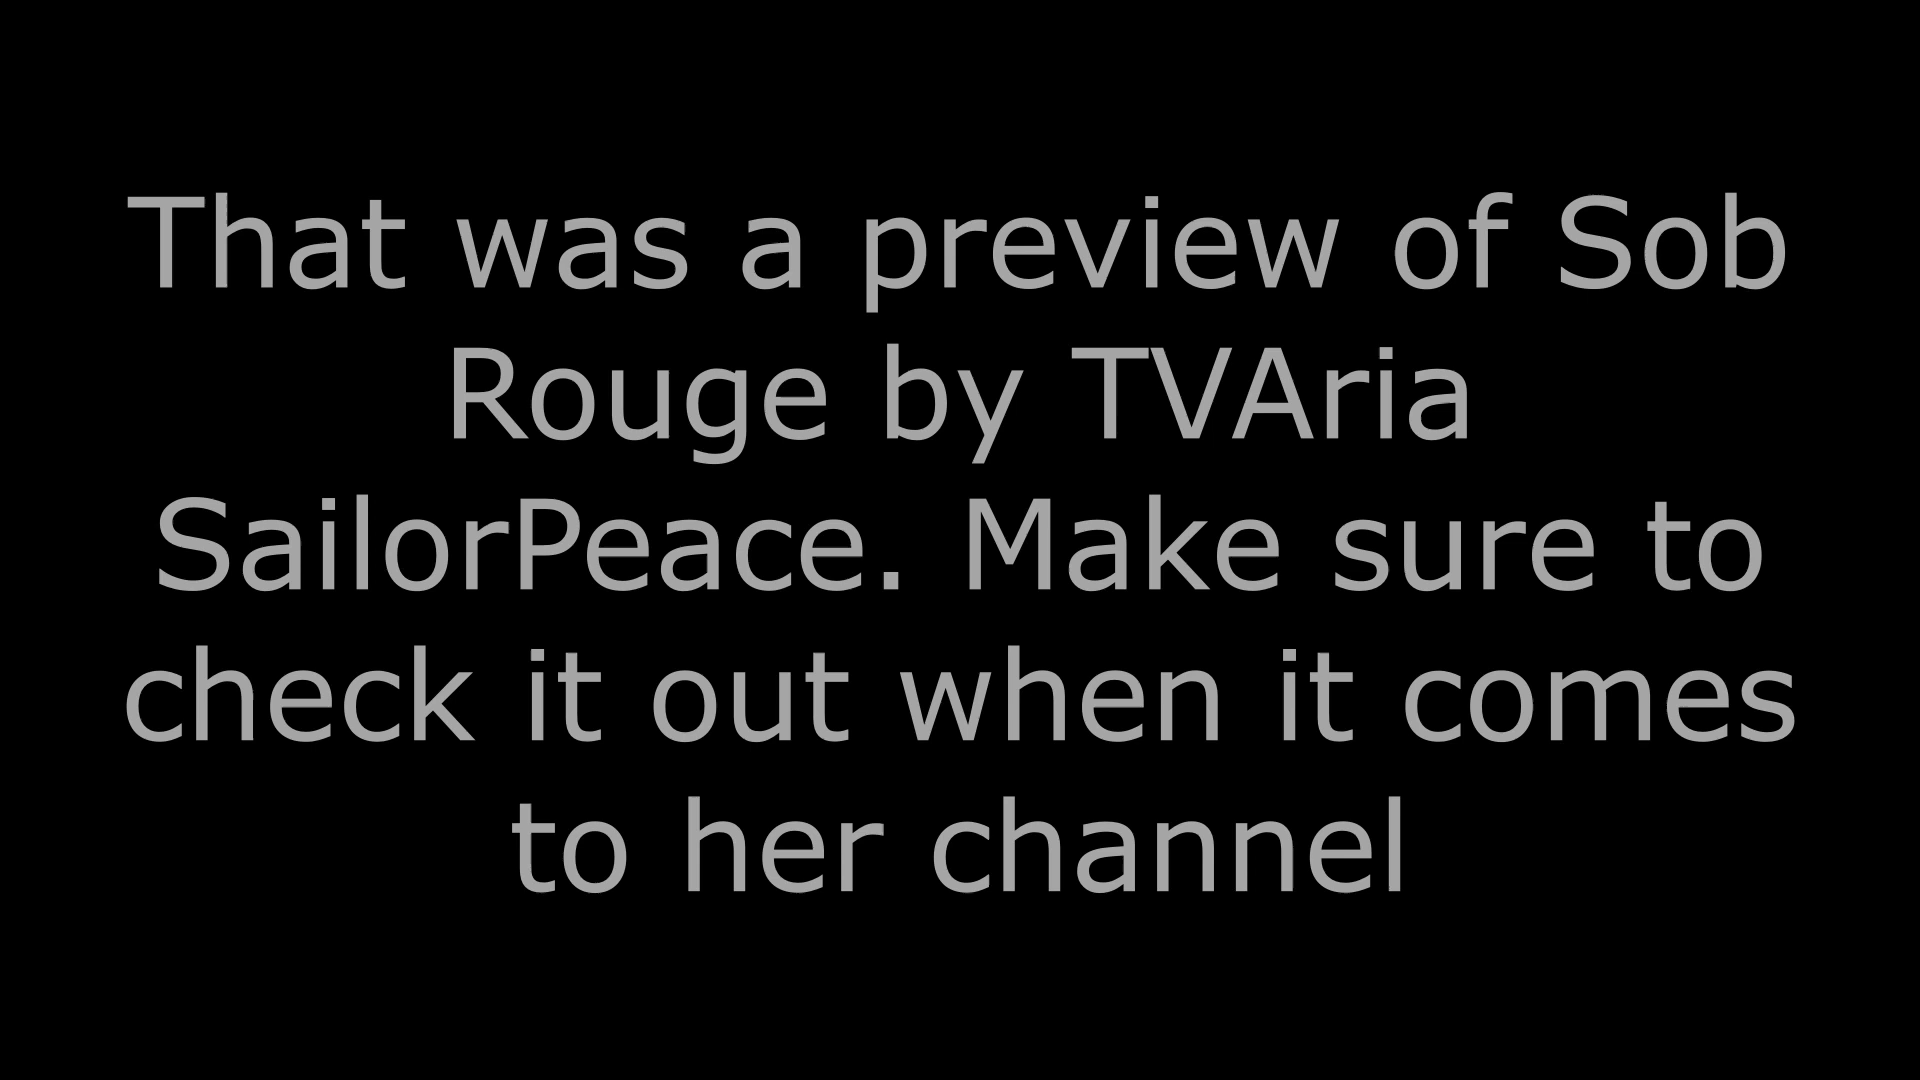 That was a preview of Sob
Rouge by TVAria
SailorPeace. Make sure to
check it out when it comes
to her channel